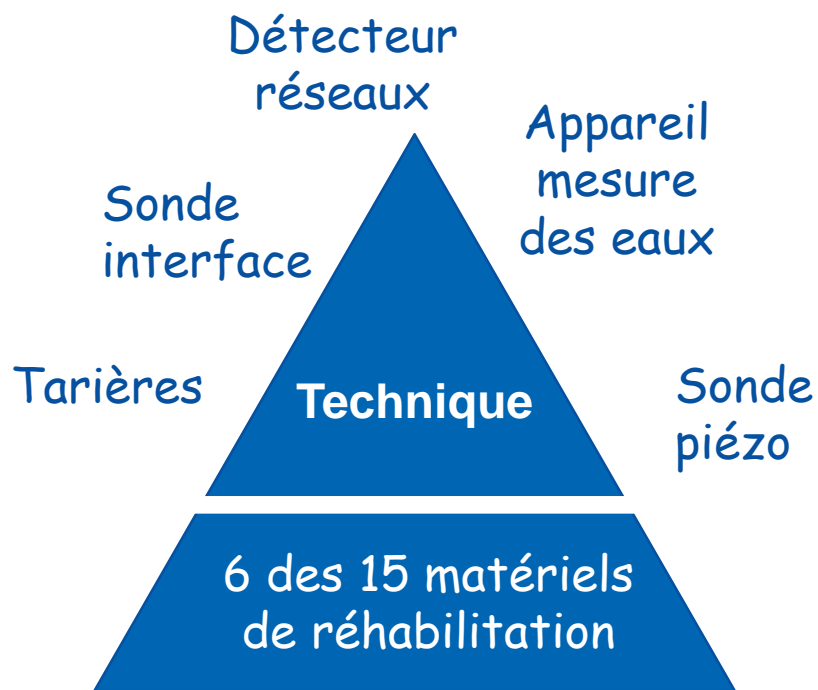 Détecteur
réseaux
Appareil
mesure
des eaux
Sonde
interface
Tarières
Technique
Sonde
piézo
6 des 15 matériels
de réhabilitation